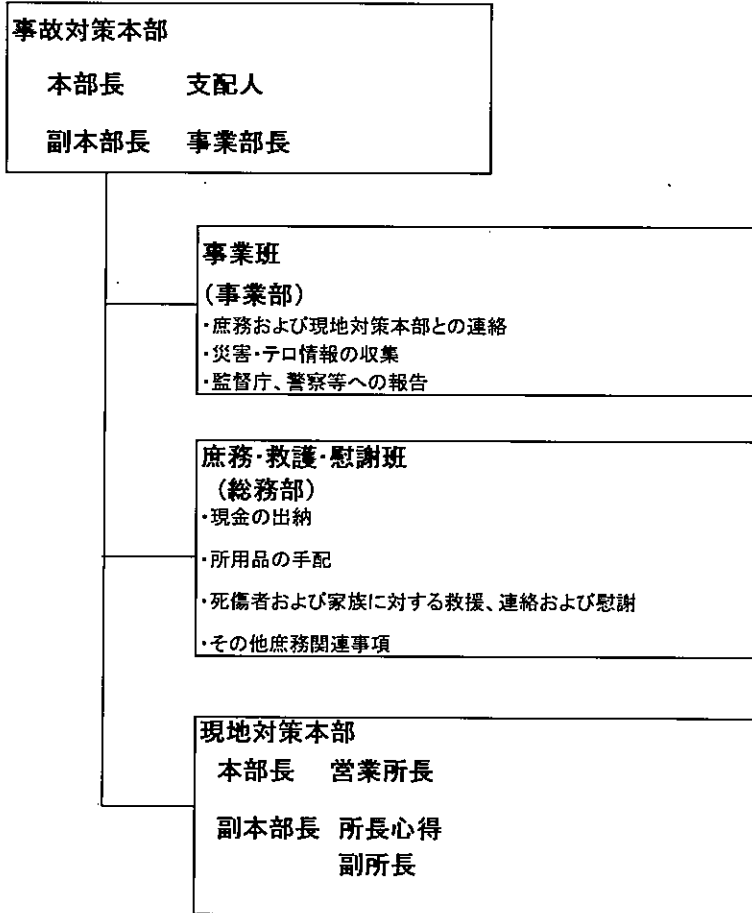 事故対策本部
本部長 支配人
副本部長 事業部長
事業班
(事業部)
・庶務および現地対策本部との連絡
・災害・テロ情報の収集
・監督庁、警察等への報告
庶務・救護・慰謝班
(総務部)
・現金の出納
・所用品の手配
・死傷者および家族に対する救援、連絡および慰謝
・その他庶務関連事項
現地対策本部
本部長 営業所長
副本部長 所長心得
副所長